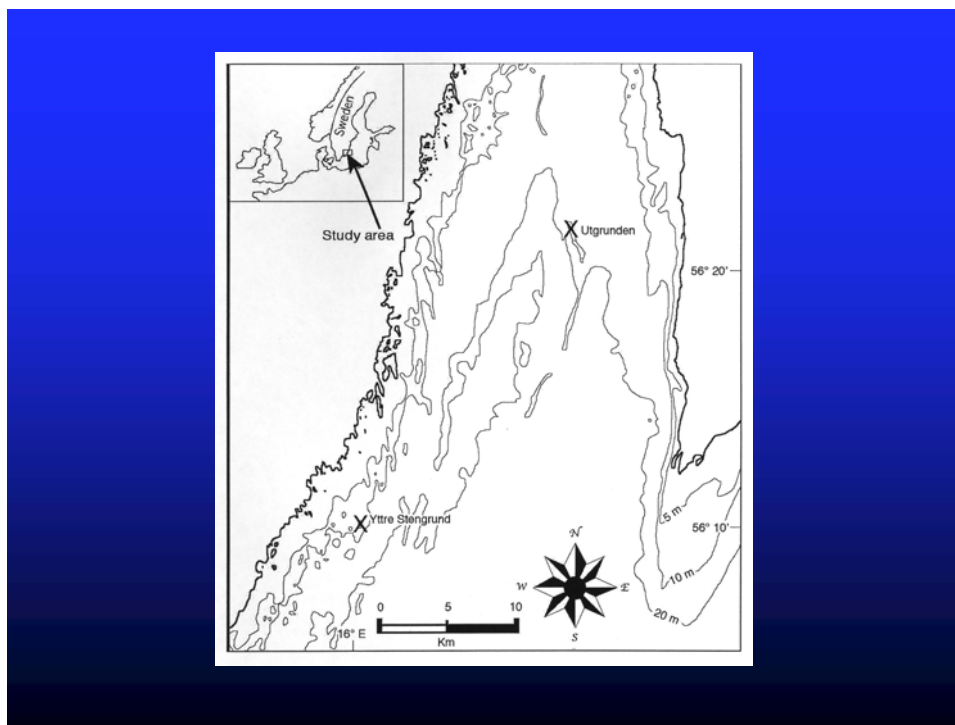 Sweden
Study area
Utgrunden
56° 20'
Yttre Stengrund
5 m
56° 10'
10 m
20 m
N
W
E
S
0 5 10
Km
16° E